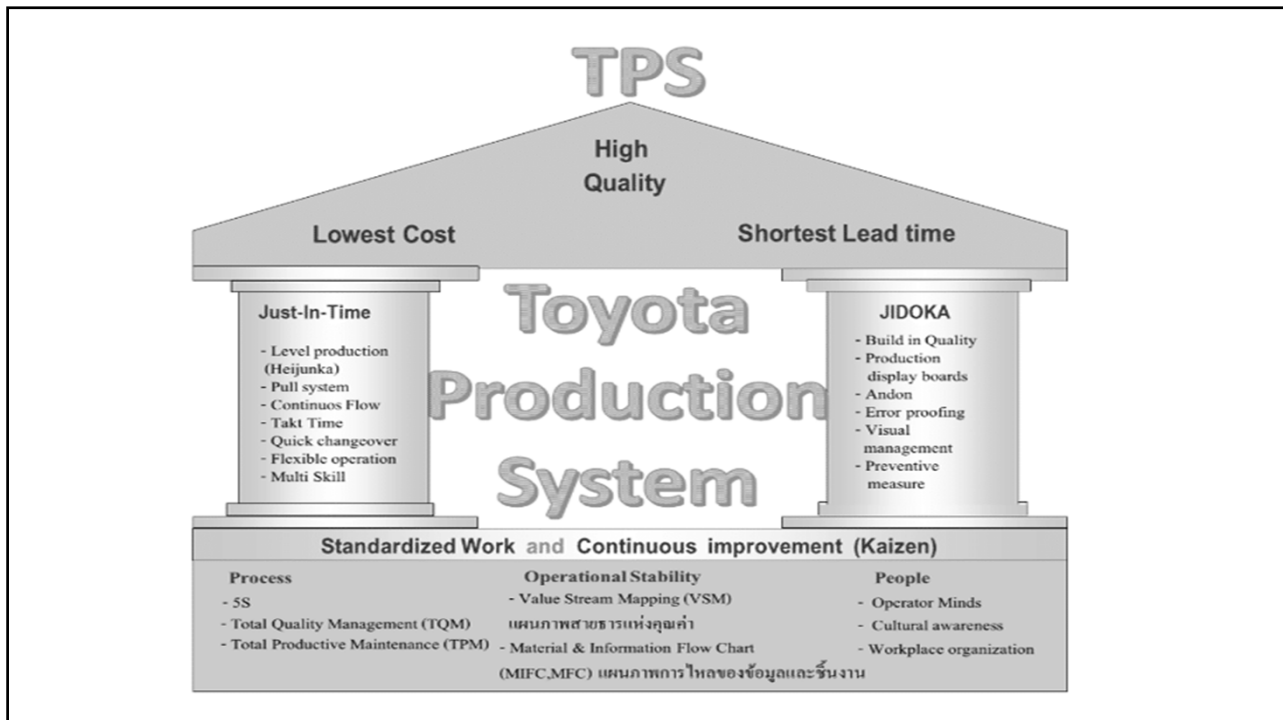 TPS
High
Quality
Lowest Cost
Shortest Lead time
Just-In-Time
- Level production
(Heijunka)
- Pull system
- Continuos Flow
- Takt Time
- Quick changeover
- Flexible operation
- Multi Skill
Toyota
Production
System
JIDOKA
- Build in Quality
- Production
display boards
- Andon
- Error proofing
- Visual
management
- Preventive
measure
Standardized Work and Continuous improvement (Kaizen)
Process
- 5S
- Total Quality Management (TQM)
- Total Productive Maintenance (TPM)
Operational Stability
- Value Stream Mapping (VSM)
แผนภาพสายธารแห่งคุณค่า
- Material & Information Flow Chart
(MIFC,MFC) แผนภาพการไหลของข้อมูลและชิ้นงาน
People
- Operator Minds
- Cultural awareness
- Workplace organization